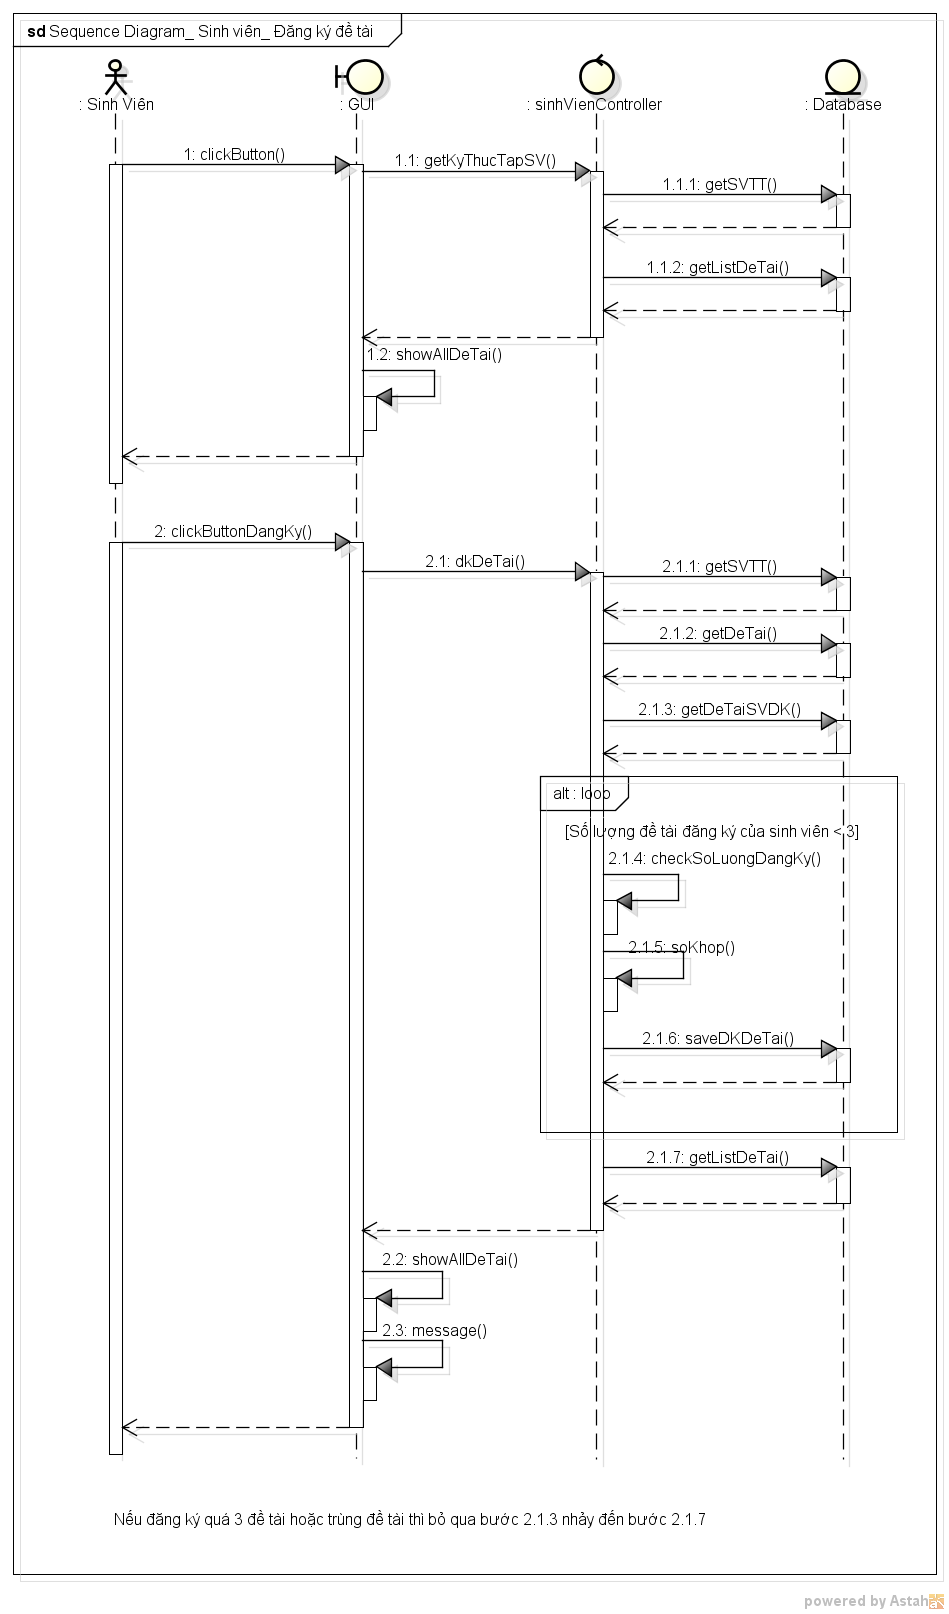 sd Sequence Diagram_ Sinh viên_ Đăng ký đề tài
: Sinh Viên
: GUI
: sinhVienController
: Database
1: clickButton()
1.1: getKyThucTapSV()
1.1.1: getSVTT()
1.1.2: getListDeTai()
1.2: showAllDeTai()
2: clickButtonDangKy()
2.1: dkDeTai()
2.1.1: getSVTT()
2.1.2: getDeTai()
2.1.3: getDeTaiSVDK()
alt : loop
[Số lượng đề tài đăng ký của sinh viên < 3]
2.1.4: checkSoLuongDangKy()
2.1.5: soKhop()
2.1.6: saveDKDeTai()
2.1.7: getListDeTai()
2.2: showAllDeTai()
2.3: message()
Nếu đăng ký quá 3 đề tài hoặc trùng đề tài thì bỏ qua bước 2.1.3 nhảy đến bước 2.1.7
powered by Astah